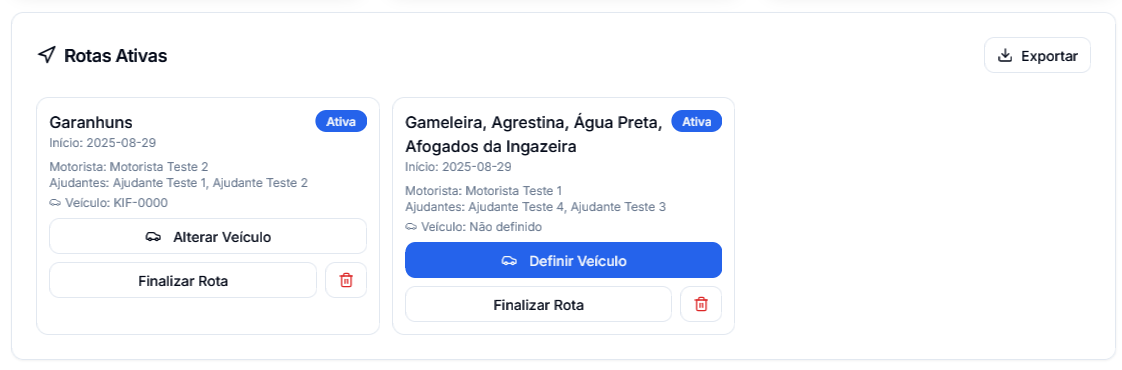 Rotas Ativas
Exportar
Garanhuns
Ativa
Início: 2025-08-29
Motorista: Motorista Teste 2
Ajudantes: Ajudante Teste 1, Ajudante Teste 2
Veículo: KIF-0000
Alterar Veículo
Finalizar Rota
Gameleira, Agrestina, Água Preta,
Afogados da Ingazeira
Ativa
Início: 2025-08-29
Motorista: Motorista Teste 1
Ajudantes: Ajudante Teste 4, Ajudante Teste 3
Veículo: Não definido
Definir Veículo
Finalizar Rota